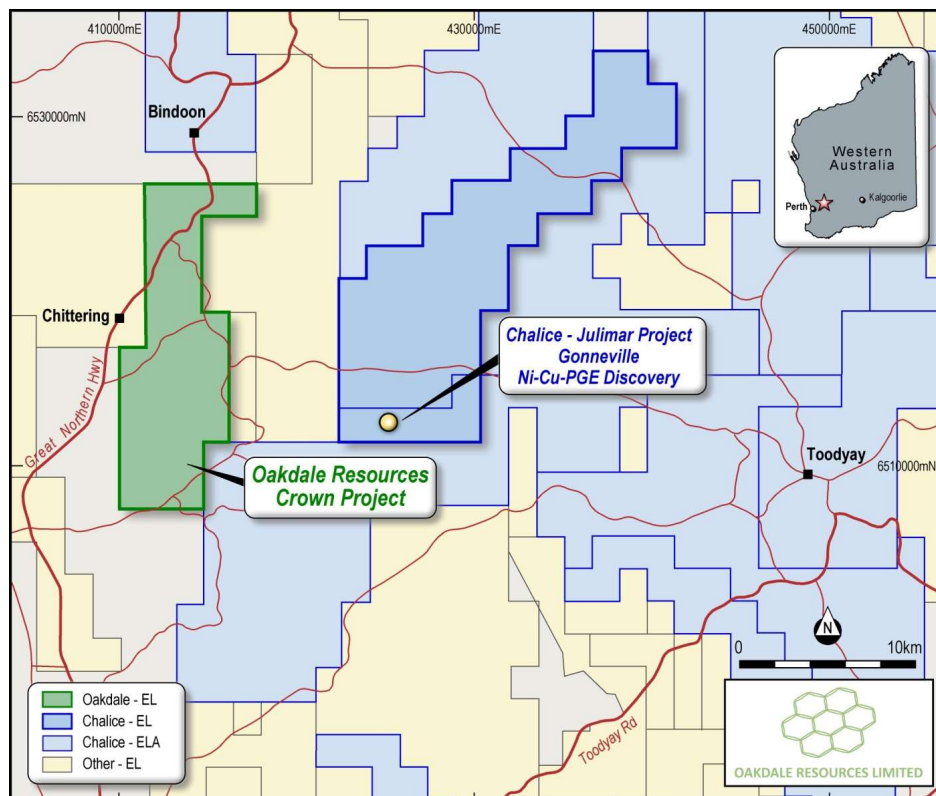 410000mE
430000mE
450000mE
6530000mN
Bindoon
Western
Australia
Perth
Kalgoorlie
Chittering
Chalice - Julimar Project
Gonneville
Ni-Cu-PGE Discovery
Great Northern Hwy
Toodyay
6510000mN
Oakdale Resources
Crown Project
N
0
10km
Oakdale - EL
Chalice - EL
Chalice - ELA
Other - EL
Toodyay Rd
OAKDALE RESOURCES LIMITED